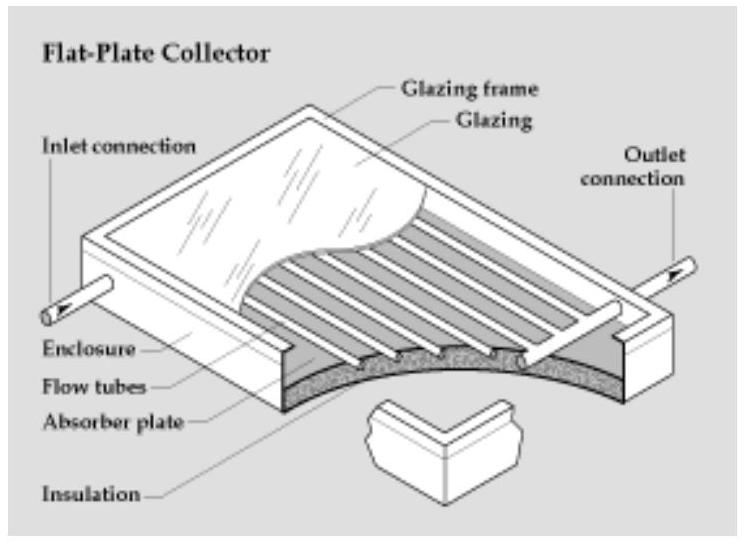 Flat-Plate Collector
Glazing frame
Glazing
Inlet connection
Outlet
connection
Enclosure
Flow tubes
Absorber plate
Insulation